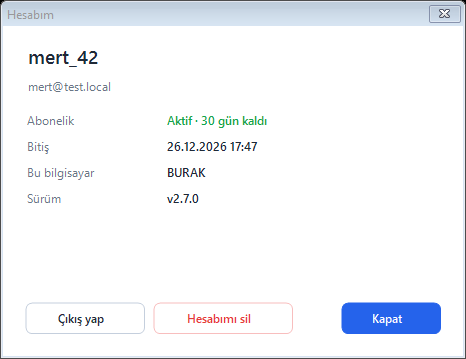 Hesabım
mert_42
mert@test.local
Abonelik Aktif · 30 gün kaldı
Bitiş 26.12.2026 17:47
Bu bilgisayar BURAK
Sürüm v2.7.0
Çıkış yap Hesabımı sil Kapat